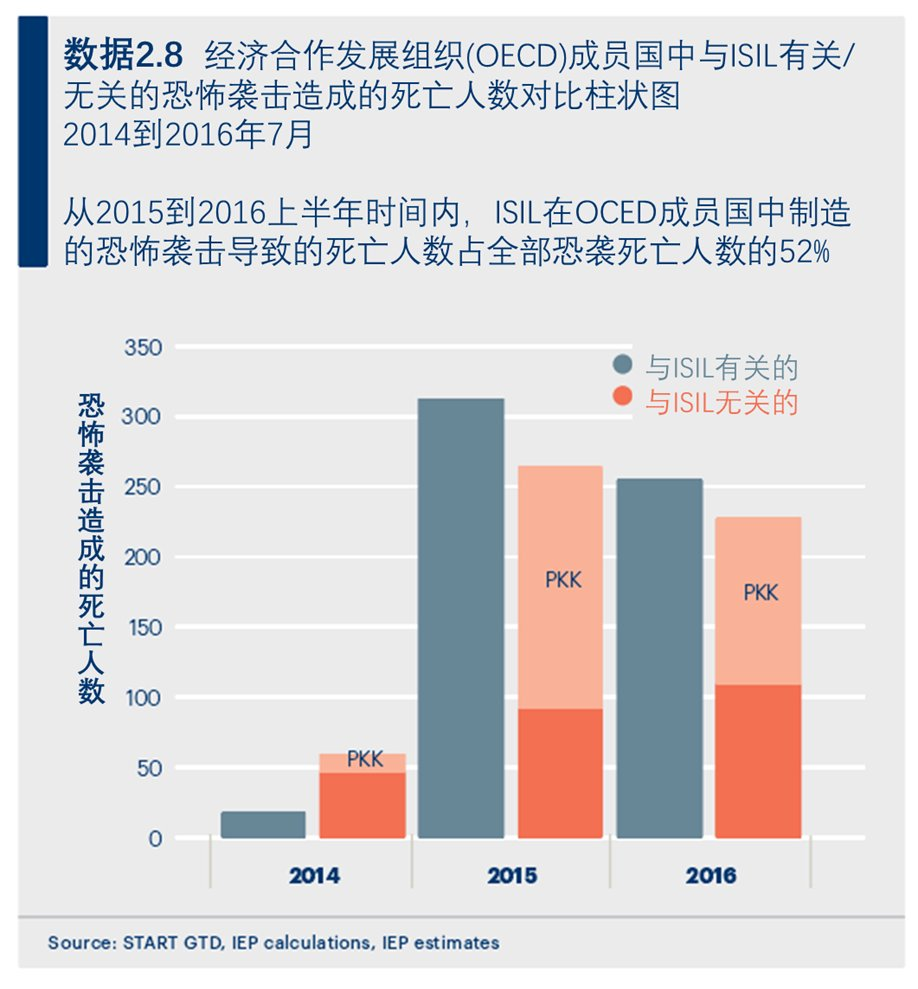 数据2.8 经济合作发展组织(OECD)成员国中与ISIL有关/
无关的恐怖袭击造成的死亡人数对比柱状图
2014到2016年7月
从2015到2016上半年时间内，ISIL在OCED成员国中制造
的恐怖袭击导致的死亡人数占全部恐袭死亡人数的52%
与ISIL有关的
与ISIL无关的
恐怖袭击造成的死亡人数
350
300
250
200
150
100
50
0
PKK
PKK
PKK
2014
2015
2016
Source: START GTD, IEP calculations, IEP estimates